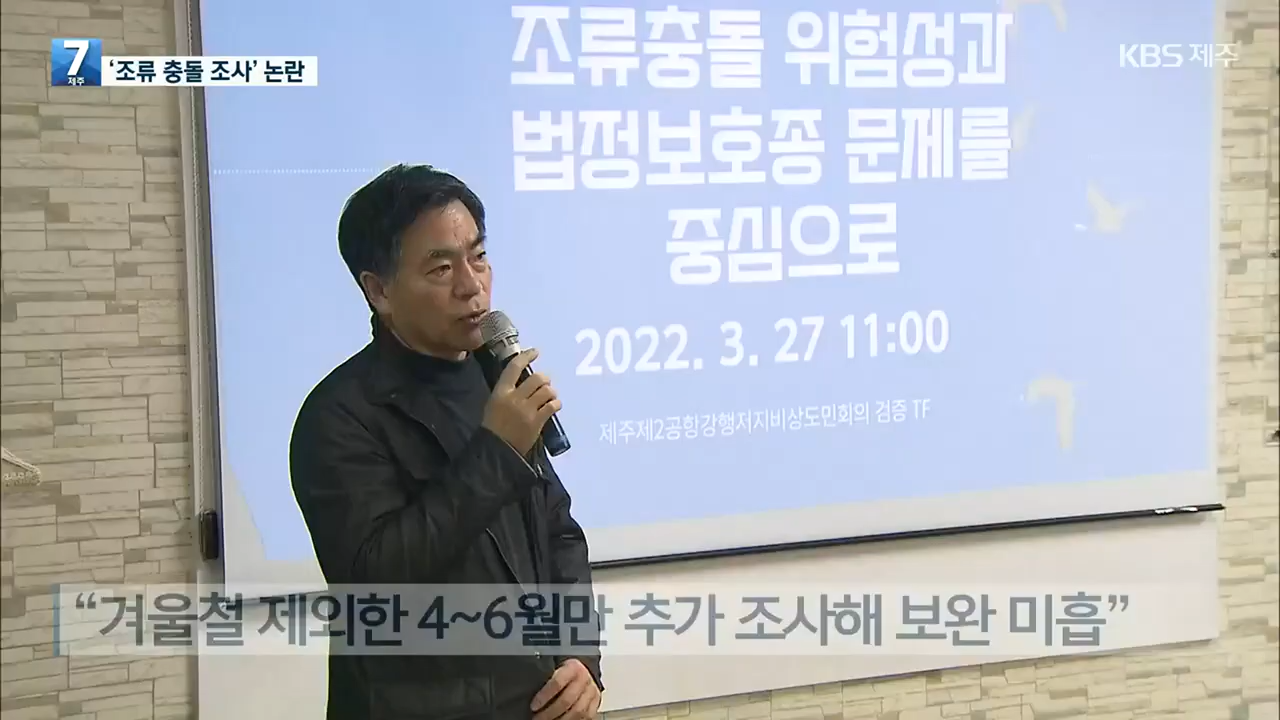 7 제주
‘조류 충돌 조사’ 논란
KBS 제주
조류충돌 위험성과
법정보호종 문제를
중심으로
2022. 3. 27 11:00
제주제2공항강행저지비상도민회의 검증 TF
“겨울철 제외한 4~6월만 추가 조사해 보완 미흡”